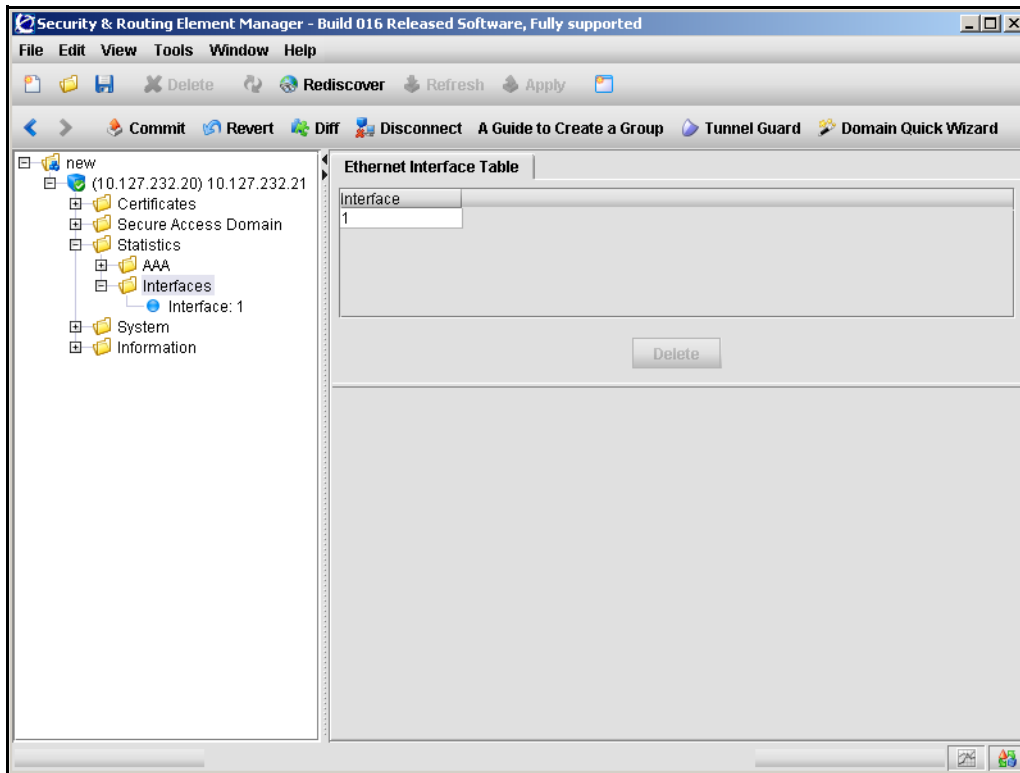 Security & Routing Element Manager - Build 016 Released Software, Fully supported
File Edit View Tools Window Help
Delete Rediscover Refresh Apply
Commit Revert Diff Disconnect A Guide to Create a Group Tunnel Guard Domain Quick Wizard
new
(10.127.232.20) 10.127.232.21
Certificates
Secure Access Domain
Statistics
AAA
Interfaces
Interface: 1
System
Information
Ethernet Interface Table
Interface
1
Delete